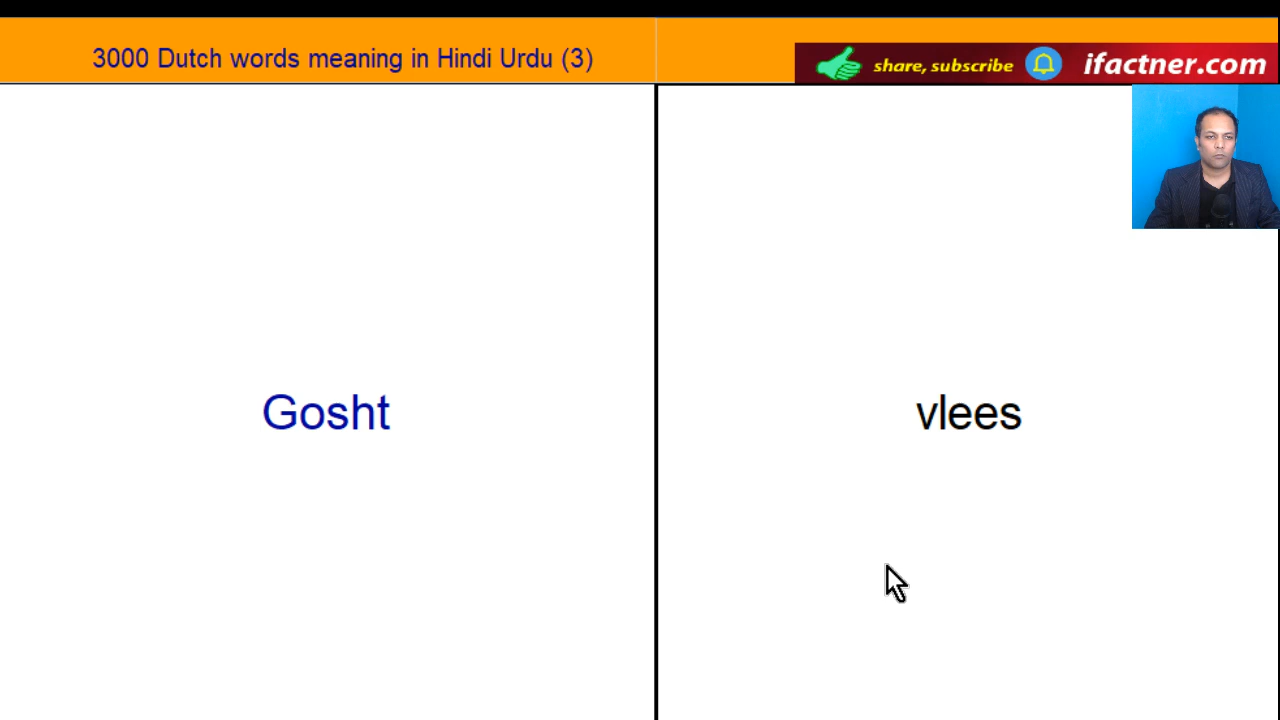 3000 Dutch words meaning in Hindi Urdu (3)
share, subscribe
ifactner.com
Gosht
vlees